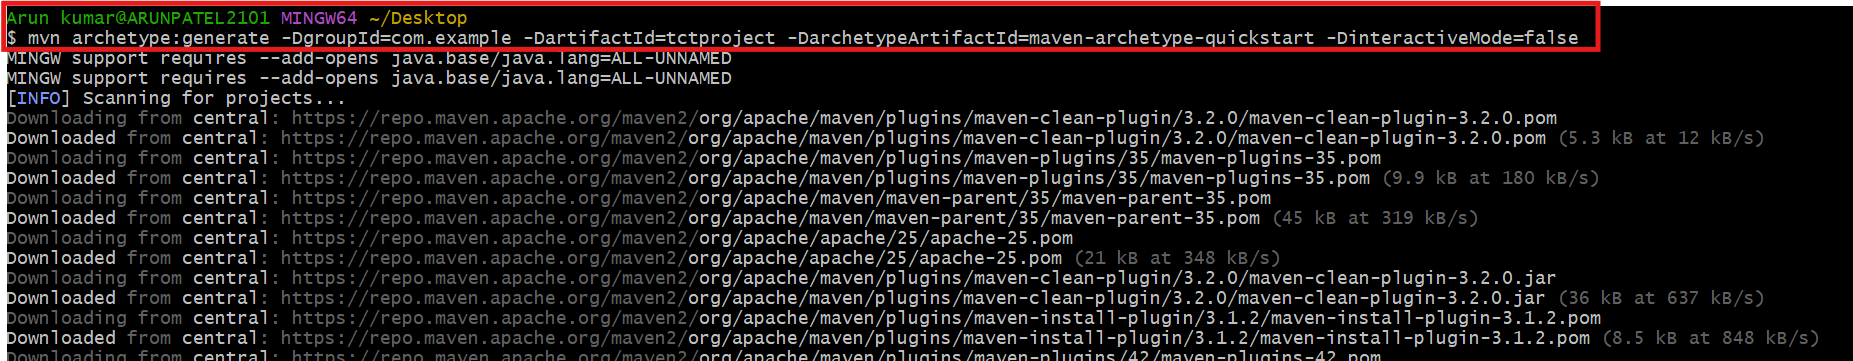 Arun kumar@ARUNPATEL2101 MINGW64 ~/Desktop
$ mvn archetype:generate -DgroupId=com.example -DartifactId=tctproject -DarchetypeArtifactId=maven-archetype-quickstart -DinteractiveMode=false
MINGW support requires --add-opens java.base/java.lang=ALL-UNNAMED
MINGW support requires --add-opens java.base/java.lang=ALL-UNNAMED
[INFO] Scanning for projects...
Downloading from central: https://repo.maven.apache.org/maven2/org/apache/maven/plugins/maven-clean-plugin/3.2.0/maven-clean-plugin-3.2.0.pom
Downloaded from central: https://repo.maven.apache.org/maven2/org/apache/maven/plugins/maven-clean-plugin/3.2.0/maven-clean-plugin-3.2.0.pom (5.3 kB at 12 kB/s)
Downloading from central: https://repo.maven.apache.org/maven2/org/apache/maven/plugins/maven-plugins/35/maven-plugins-35.pom
Downloaded from central: https://repo.maven.apache.org/maven2/org/apache/maven/plugins/maven-plugins/35/maven-plugins-35.pom (9.9 kB at 180 kB/s)
Downloading from central: https://repo.maven.apache.org/maven2/org/apache/maven/maven-parent/35/maven-parent-35.pom
Downloaded from central: https://repo.maven.apache.org/maven2/org/apache/maven/maven-parent/35/maven-parent-35.pom (45 kB at 319 kB/s)
Downloading from central: https://repo.maven.apache.org/maven2/org/apache/apache/25/apache-25.pom
Downloaded from central: https://repo.maven.apache.org/maven2/org/apache/apache/25/apache-25.pom (21 kB at 348 kB/s)
Downloading from central: https://repo.maven.apache.org/maven2/org/apache/maven/plugins/maven-clean-plugin/3.2.0/maven-clean-plugin-3.2.0.jar
Downloaded from central: https://repo.maven.apache.org/maven2/org/apache/maven/plugins/maven-clean-plugin/3.2.0/maven-clean-plugin-3.2.0.jar (36 kB at 637 kB/s)
Downloading from central: https://repo.maven.apache.org/maven2/org/apache/maven/plugins/maven-install-plugin/3.1.2/maven-install-plugin-3.1.2.pom
Downloaded from central: https://repo.maven.apache.org/maven2/org/apache/maven/plugins/maven-install-plugin/3.1.2/maven-install-plugin-3.1.2.pom (8.5 kB at 848 kB/s)
Downloading from central: https://repo.maven.apache.org/maven2/org/apache/maven/plugins/maven-plugins/42/maven-plugins-42.pom